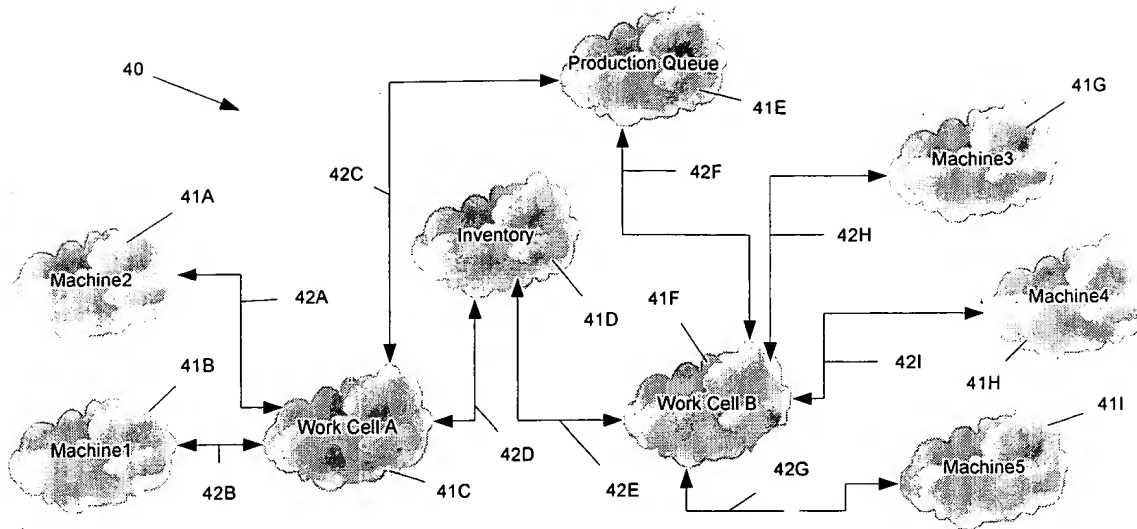 40
Production Queue
41E
41G
Machine3
42C
42F
42H
41A
Machine2
42A
Inventory
41D
41F
Machine4
42I
41H
41B
Machine1
42B
Work Cell A
41C
42D
42E
Work Cell B
42G
41I
Machine5